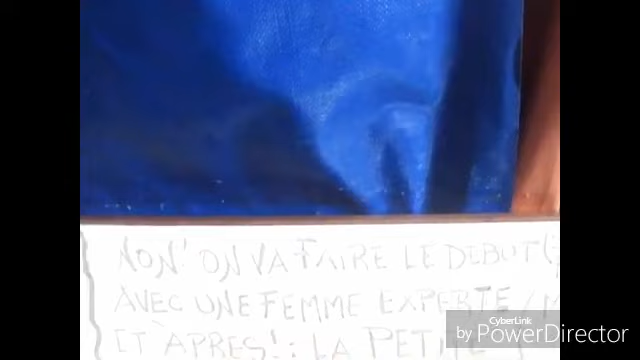 NON! ON VA FAIRE LE DEBUT
AVEC UNE FEMME EXPERTE
ET APRES! : LA
CyberLink
by PowerDirector